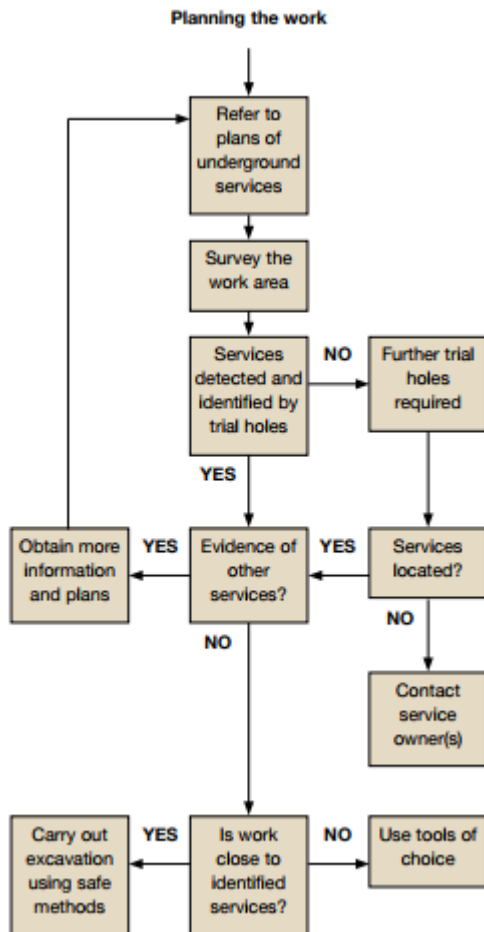 Planning the work
Refer to
plans of
underground
services
Survey the
work area
Services
detected and
identified by
trial holes
NO
Further trial
holes
required
YES
Obtain more
information
and plans
YES
Evidence of
other
services?
YES
Services
located?
NO
NO
Contact
service
owner(s)
Carry out
excavation
using safe
methods
YES
Is work
close to
identified
services?
NO
Use tools of
choice